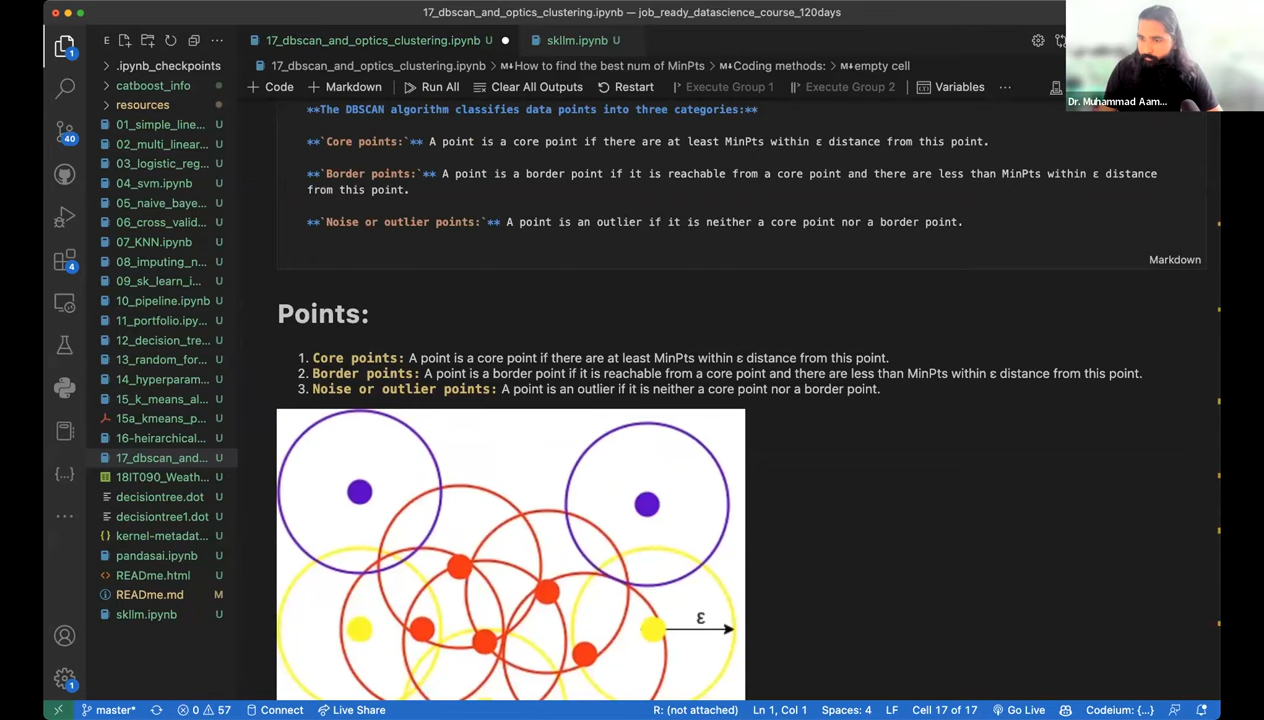 17_dbscan_and_optics_clustering.ipynb — job_ready_datascience_course_120days
17_dbscan_and_optics_clustering.ipynb U
skllm.ipynb U
17_dbscan_and_optics_clustering.ipynb > How to find the best num of MinPts > Coding methods: > empty cell
+ Code + Markdown Run All Clear All Outputs Restart Execute Group 1 Execute Group 2 Variables ...
Dr. Muhammad Aam...
E
1
40
4
1
> .ipynb_checkpoints
> catboost_info
> resources
01_simple_line... U
02_multi_linear... U
03_logistic_reg... U
04_svm.ipynb U
05_naive_baye... U
06_cross_valid... U
07_KNN.ipynb U
08_imputing_n... U
09_sk_learn_i... U
10_pipeline.ipynb U
11_portfolio.ipy... U
12_decision_tre... U
13_random_for... U
14_hyperparam... U
15_k_means_al... U
15a_kmeans_p... U
16-heirarchical... U
17_dbscan_and... U
18IT090_Weath... U
decisiontree.dot U
decisiontree1.dot U
kernel-metadat... U
pandasai.ipynb U
READme.html U
READme.md M
skllm.ipynb U
**The DBSCAN algorithm classifies data points into three categories:**
**`Core points:`** A point is a core point if there are at least MinPts within ε distance from this point.
**`Border points:`** A point is a border point if it is reachable from a core point and there are less than MinPts within ε distance
from this point.
**`Noise or outlier points:`** A point is an outlier if it is neither a core point nor a border point.
Markdown
Points:
1. Core points: A point is a core point if there are at least MinPts within ε distance from this point.
2. Border points: A point is a border point if it is reachable from a core point and there are less than MinPts within ε distance from this point.
3. Noise or outlier points: A point is an outlier if it is neither a core point nor a border point.
ε
master* 0 57 Connect Live Share R: (not attached) Ln 1, Col 1 Spaces: 4 LF Cell 17 of 17 Go Live Codeium: {...}